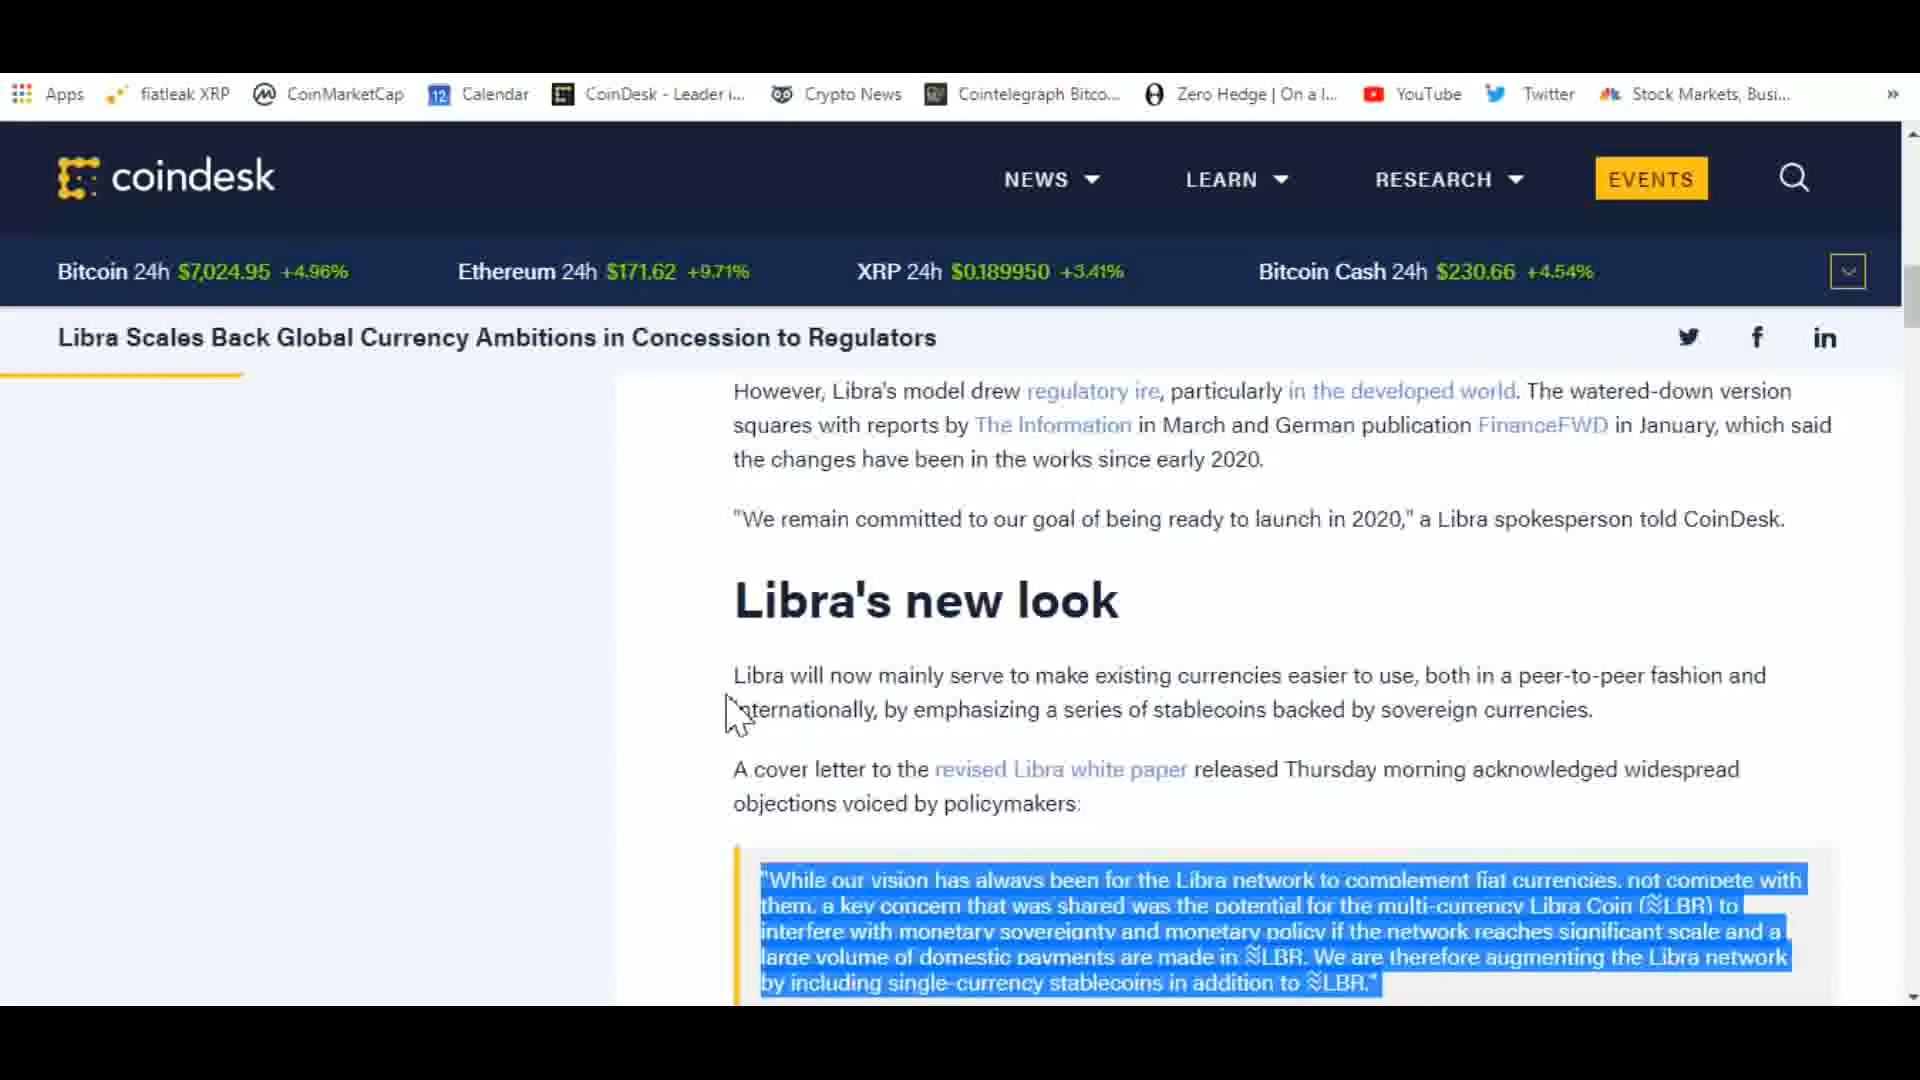 Apps fiatleak XRP CoinMarketCap 12 Calendar CoinDesk - Leader i... Crypto News Cointelegraph Bitco... Zero Hedge | On a l... YouTube Twitter Stock Markets, Busi... »
coindesk NEWS LEARN RESEARCH EVENTS
Bitcoin 24h $7,024.95 +4.96% Ethereum 24h $171.62 +9.71% XRP 24h $0.189950 +3.41% Bitcoin Cash 24h $230.66 +4.54%
Libra Scales Back Global Currency Ambitions in Concession to Regulators
However, Libra's model drew regulatory ire, particularly in the developed world. The watered-down version
squares with reports by The Information in March and German publication FinanceFWD in January, which said
the changes have been in the works since early 2020.
"We remain committed to our goal of being ready to launch in 2020," a Libra spokesperson told CoinDesk.
Libra's new look
Libra will now mainly serve to make existing currencies easier to use, both in a peer-to-peer fashion and
internationally, by emphasizing a series of stablecoins backed by sovereign currencies.
A cover letter to the revised Libra white paper released Thursday morning acknowledged widespread
objections voiced by policymakers:
"While our vision has always been for the Libra network to complement fiat currencies, not compete with
them, a key concern that was shared was the potential for the multi-currency Libra Coin (≋LBR) to
interfere with monetary sovereignty and monetary policy if the network reaches significant scale and a
large volume of domestic payments are made in ≋LBR. We are therefore augmenting the Libra network
by including single-currency stablecoins in addition to ≋LBR."